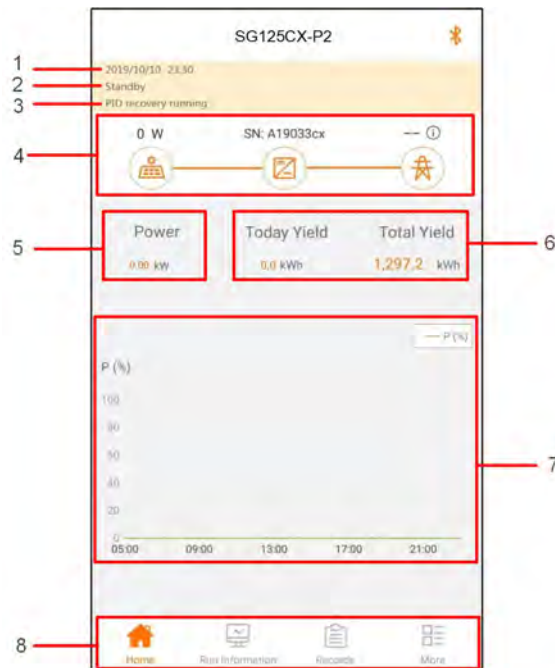 SG125CX-P2
1
2019/10/10 23:30
2
Standby
3
PID recovery running
4
0 W SN: A19033cx -- ⓘ
5
Power
0.00 kW
6
Today Yield Total Yield
0.0 kWh 1,297.2 kWh
7
P (%)
P (%)
100
80
60
40
20
0
05:00 09:00 13:00 17:00 21:00
8
Home Run Information Records More